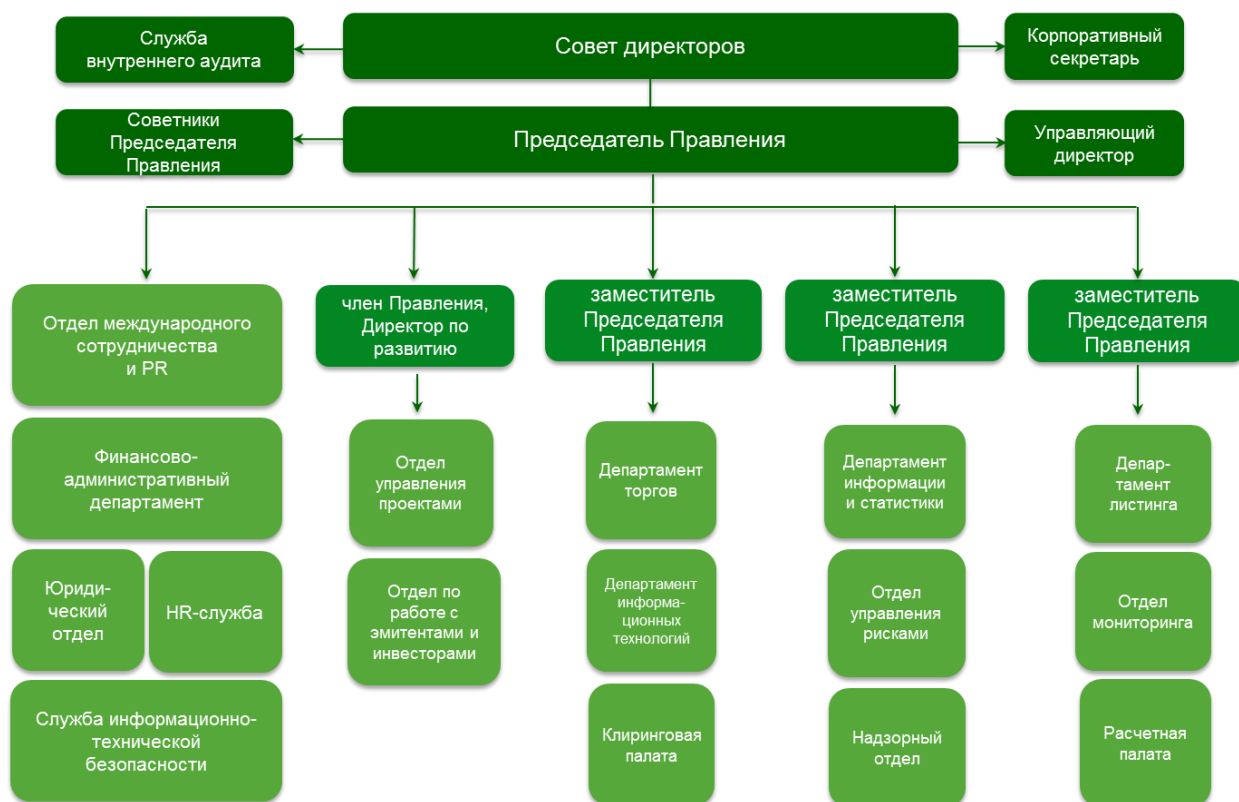 Служба
внутреннего аудита
Совет директоров
Корпоративный
секретарь
Советники
Председателя
Правления
Председатель Правления
Управляющий
директор
Отдел международного
сотрудничества
и PR
член Правления,
Директор по
развитию
заместитель
Председателя
Правления
заместитель
Председателя
Правления
заместитель
Председателя
Правления
Финансово-
административный
департамент
Отдел
управления
проектами
Департамент
торгов
Департамент
информации
и статистики
Депар-
тамент
листинга
Юриди-
ческий
отдел
HR-служба
Отдел по
работе с
эмитентами и
инвесторами
Департамент
информа-
ционных
технологий
Отдел
управления
рисками
Отдел
мониторинга
Служба информационно-
технической
безопасности
Клиринговая
палата
Надзорный
отдел
Расчетная
палата